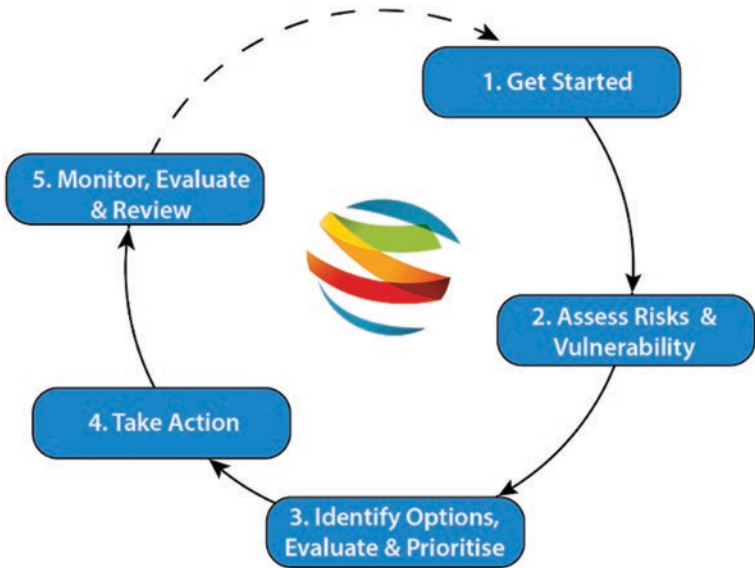 1. Get Started
2. Assess Risks &
Vulnerability
3. Identify Options,
Evaluate & Prioritise
4. Take Action
5. Monitor, Evaluate
& Review